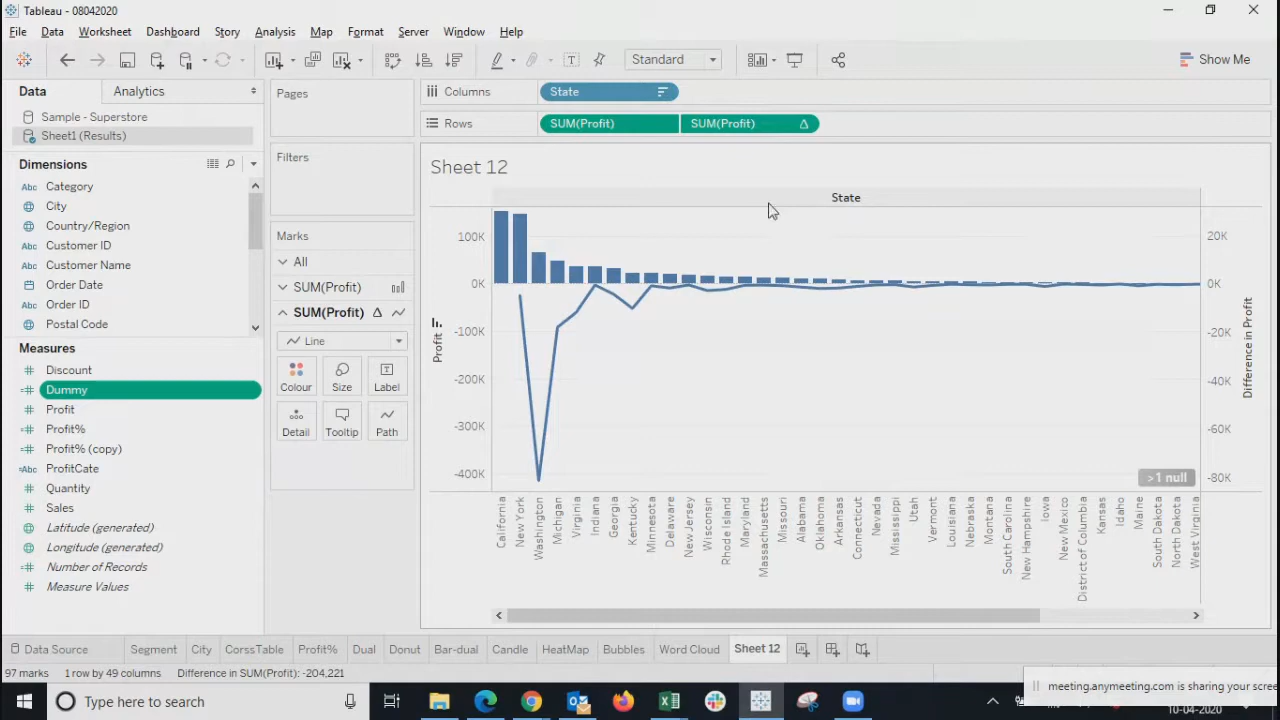 Tableau - 08042020
File Data Worksheet Dashboard Story Analysis Map Format Server Window Help
Standard
Show Me
Data
Analytics
Sample - Superstore
Sheet1 (Results)
Dimensions
Abc Category
City
Country/Region
Abc Customer ID
Abc Customer Name
Order Date
Abc Order ID
Postal Code
Measures
# Discount
=# Dummy
# Profit
=# Profit%
=# Profit% (copy)
=Abc ProfitCate
# Quantity
# Sales
Latitude (generated)
Longitude (generated)
=# Number of Records
# Measure Values
Pages
Filters
Marks
All
SUM(Profit)
SUM(Profit) Δ
Line
Colour
Size
Label
Detail
Tooltip
Path
Columns
State
Rows
SUM(Profit)
SUM(Profit) Δ
Sheet 12
State
100K
0K
-100K
-200K
-300K
-400K
Profit
20K
0K
-20K
-40K
-60K
-80K
Difference in Profit
>1 null
California
New York
Washington
Michigan
Virginia
Indiana
Georgia
Kentucky
Minnesota
Delaware
New Jersey
Wisconsin
Rhode Island
Maryland
Massachusetts
Missouri
Alabama
Oklahoma
Arkansas
Connecticut
Nevada
Mississippi
Utah
Vermont
Louisiana
Nebraska
Montana
South Carolina
New Hampshire
Iowa
New Mexico
District of Columbia
Kansas
Idaho
Maine
South Dakota
North Dakota
West Virginia
Data Source
Segment
City
CorssTable
Profit%
Dual
Donut
Bar-dual
Candle
HeatMap
Bubbles
Word Cloud
Sheet 12
97 marks 1 row by 49 columns Difference in SUM(Profit): -204,221
Type here to search
meeting.anymeeting.com is sharing your scree
10-04-2020